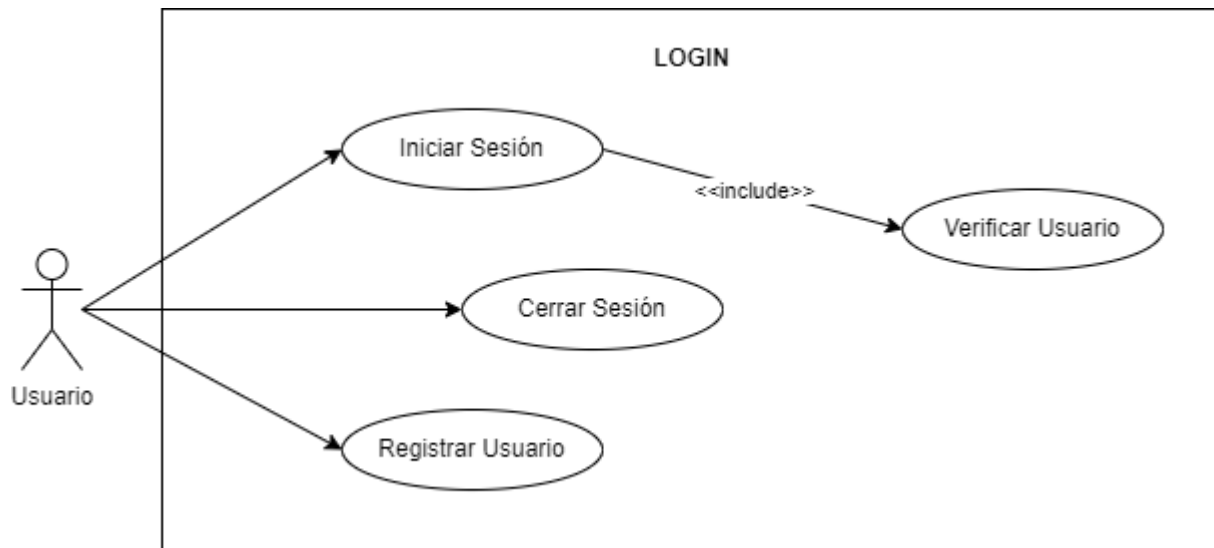 LOGIN
Iniciar Sesión
<<include>>
Verificar Usuario
Cerrar Sesión
Usuario
Registrar Usuario